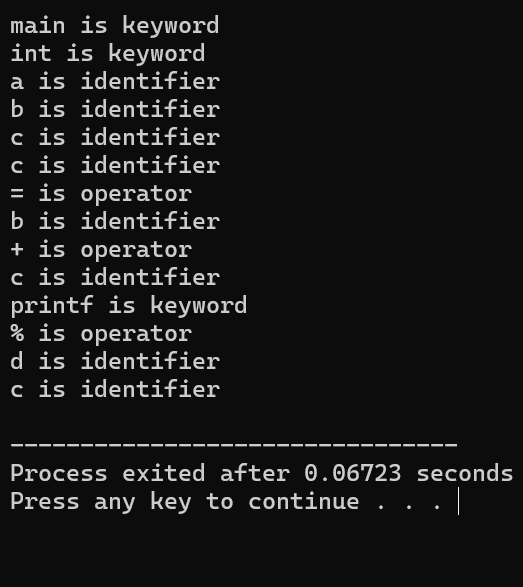 main is keyword
int is keyword
a is identifier
b is identifier
c is identifier
c is identifier
= is operator
b is identifier
+ is operator
c is identifier
printf is keyword
% is operator
d is identifier
c is identifier
--------------------------------
Process exited after 0.06723 seconds
Press any key to continue . . .